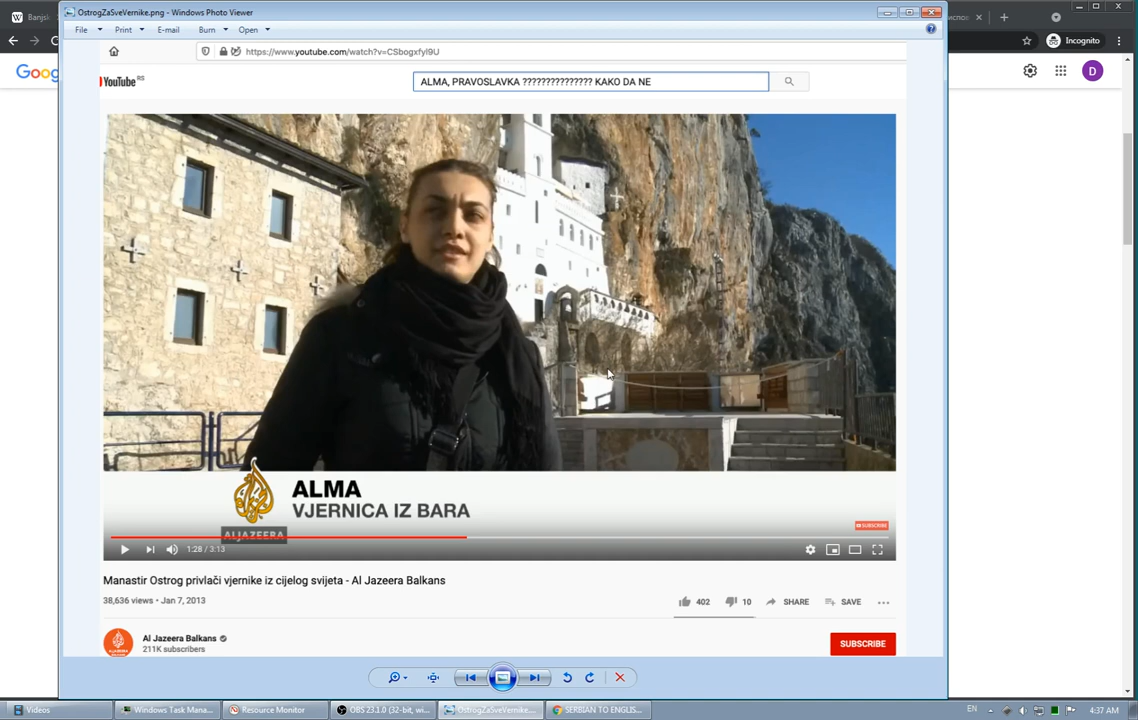 OstrogZaSveVernike.png - Windows Photo Viewer
File Print E-mail Burn Open
https://www.youtube.com/watch?v=CSbogxfyl9U
YouTube RS
ALMA, PRAVOSLAVKA ??????????????? KAKO DA NE
ALMA
VJERNICA IZ BARA
ALJAZEERA
SUBSCRIBE
1:28 / 3:13
Manastir Ostrog privlači vjernike iz cijelog svijeta - Al Jazeera Balkans
38,636 views • Jan 7, 2013
402 10 SHARE SAVE
Al Jazeera Balkans
211K subscribers
SUBSCRIBE
W Banjsk
Incognito
Goog
D
Videos
Windows Task Mana...
Resource Monitor
OBS 23.1.0 (32-bit, wi...
OstrogZaSveVernike....
SERBIAN TO ENGLIS...
EN
4:37 AM